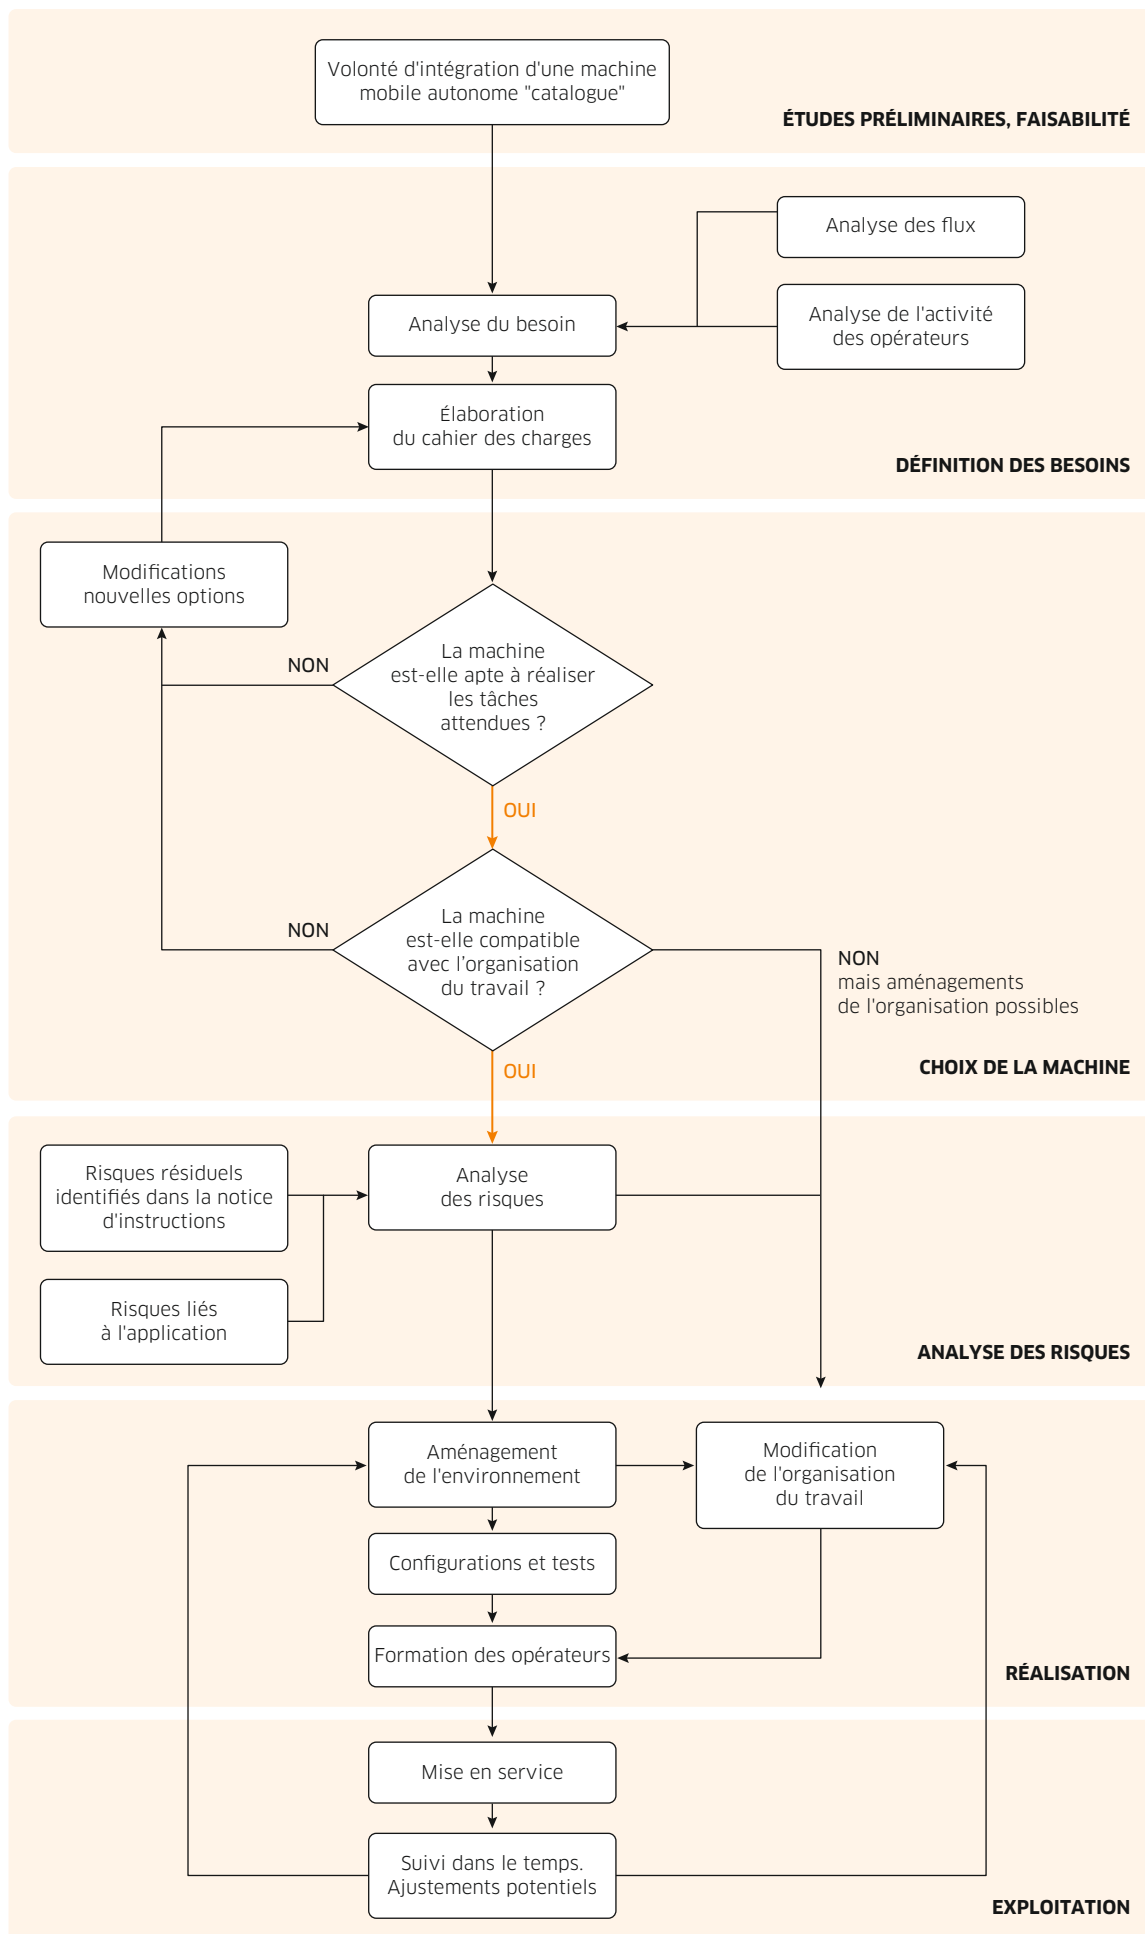 Volonté d'intégration d'une machine
mobile autonome "catalogue"
ÉTUDES PRÉLIMINAIRES, FAISABILITÉ
Analyse des flux
Analyse de l'activité
des opérateurs
Analyse du besoin
Élaboration
du cahier des charges
DÉFINITION DES BESOINS
Modifications
nouvelles options
La machine
est-elle apte à réaliser
les tâches
attendues ?
NON
OUI
La machine
est-elle compatible
avec l’organisation
du travail ?
NON
NON
mais aménagements
de l'organisation possibles
OUI
CHOIX DE LA MACHINE
Risques résiduels
identifiés dans la notice
d'instructions
Analyse
des risques
Risques liés
à l'application
ANALYSE DES RISQUES
Aménagement
de l'environnement
Modification
de l'organisation
du travail
Configurations et tests
Formation des opérateurs
RÉALISATION
Mise en service
Suivi dans le temps.
Ajustements potentiels
EXPLOITATION